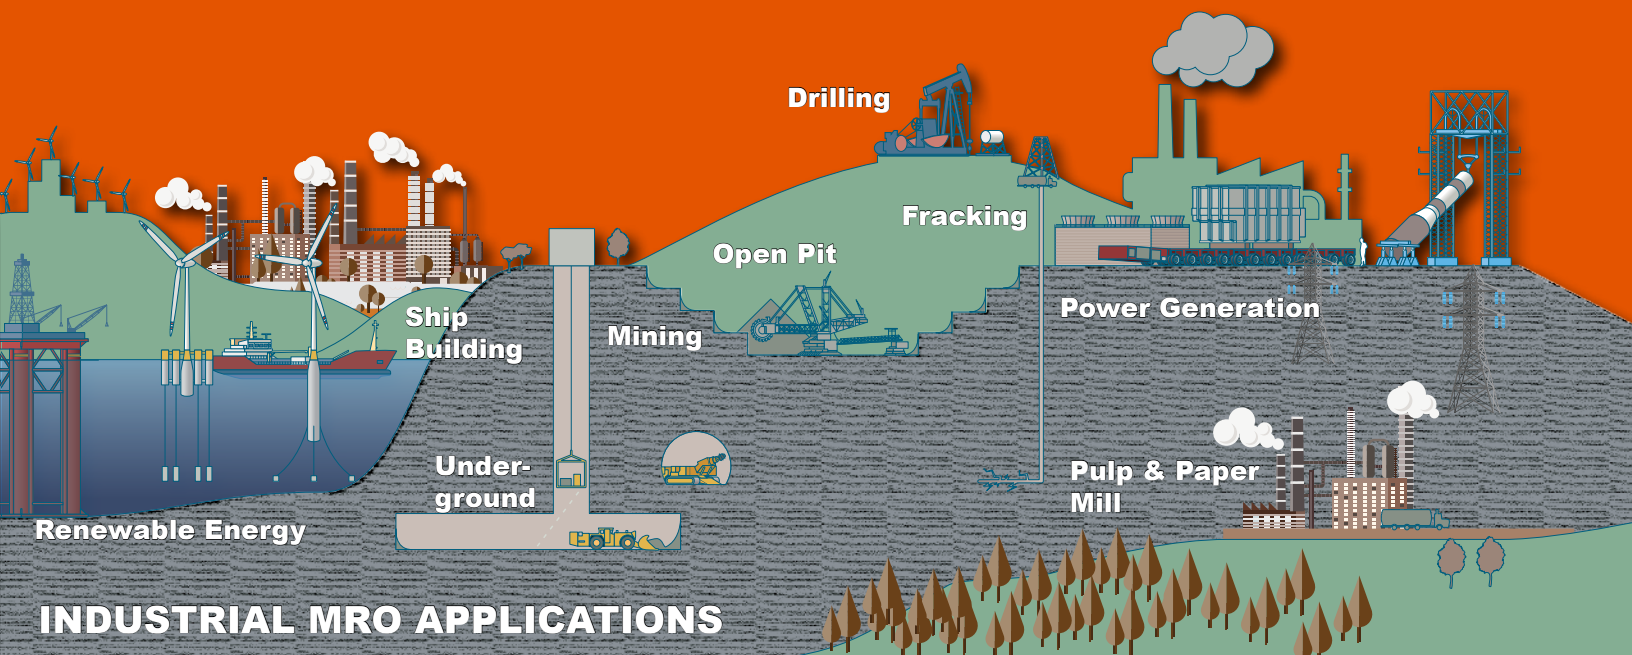 Drilling
Fracking
Open Pit
Ship
Building
Mining
Power Generation
Under-
ground
Pulp & Paper
Mill
Renewable Energy
INDUSTRIAL MRO APPLICATIONS